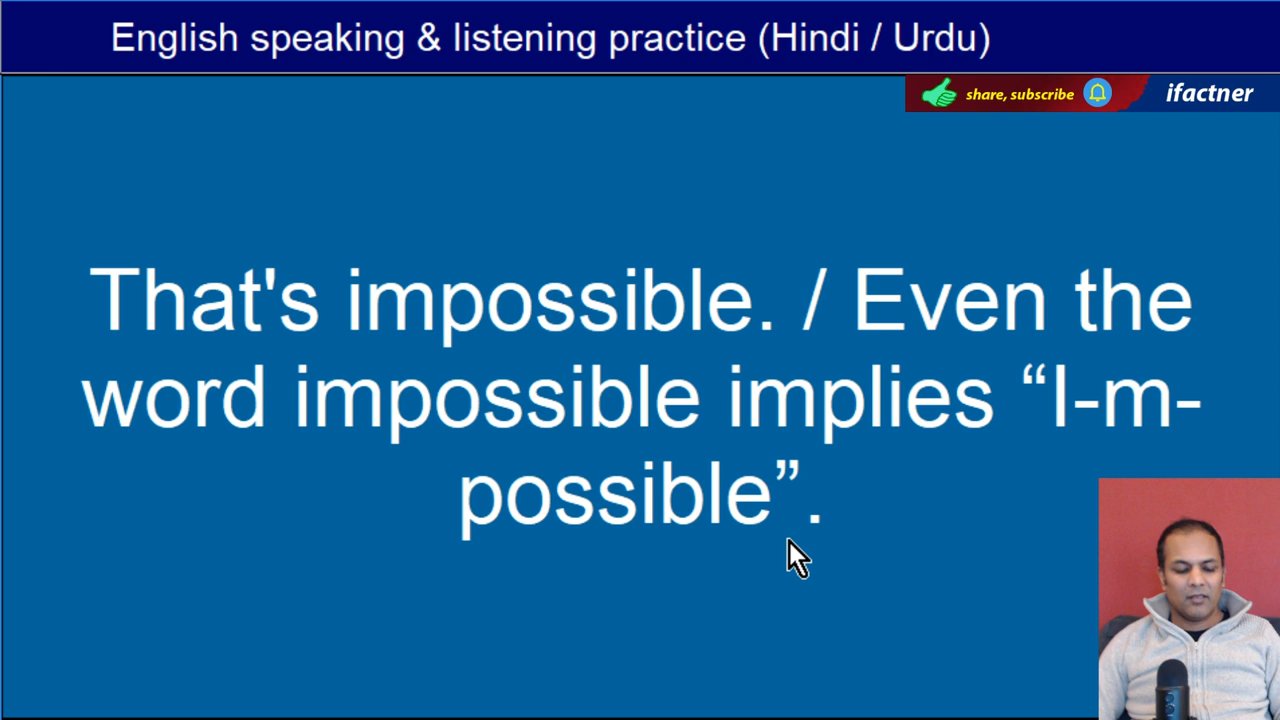 English speaking & listening practice (Hindi / Urdu)
share, subscribe
ifactner
That's impossible. / Even the
word impossible implies “I-m-
possible”.